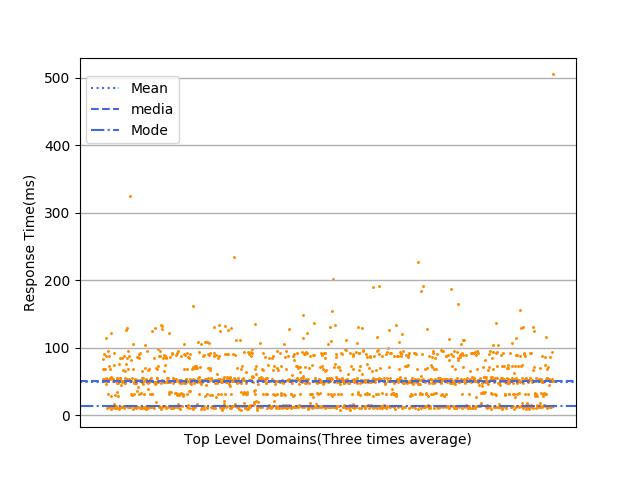 500
400
300
200
100
0
Response Time(ms)
Mean
media
Mode
Top Level Domains(Three times average)